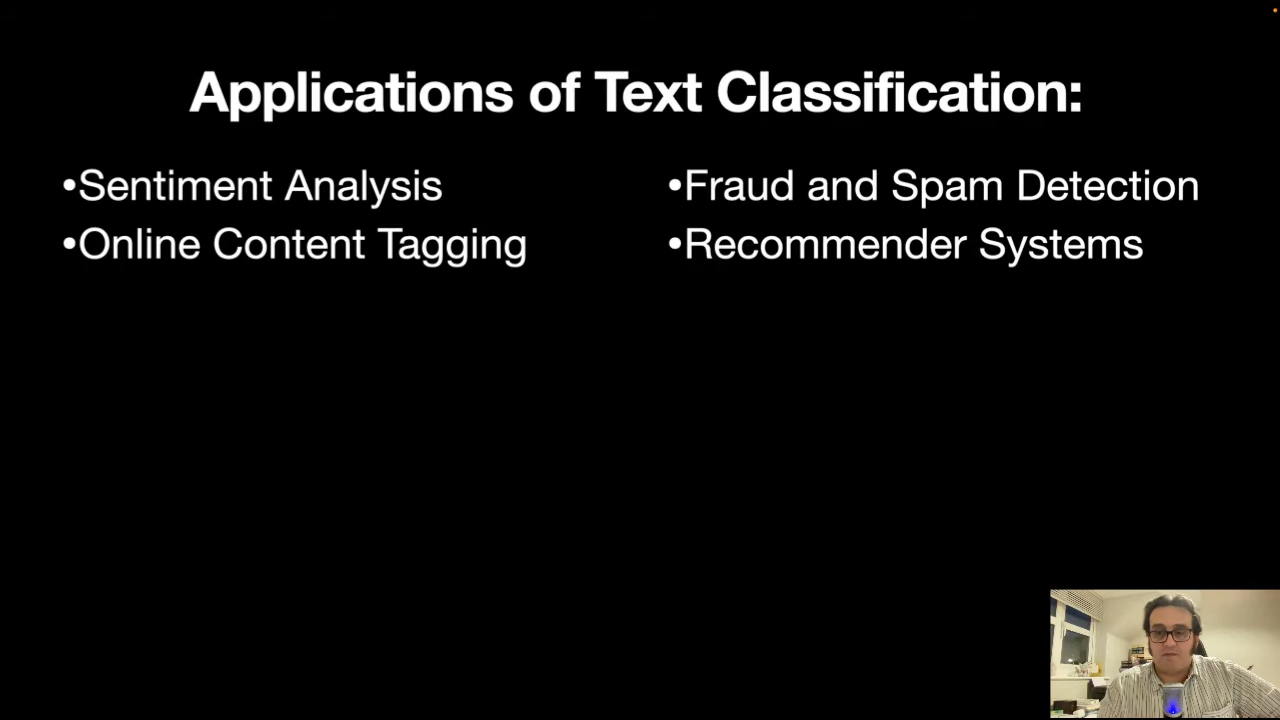 Applications of Text Classification:
•Sentiment Analysis
•Online Content Tagging
•Fraud and Spam Detection
•Recommender Systems